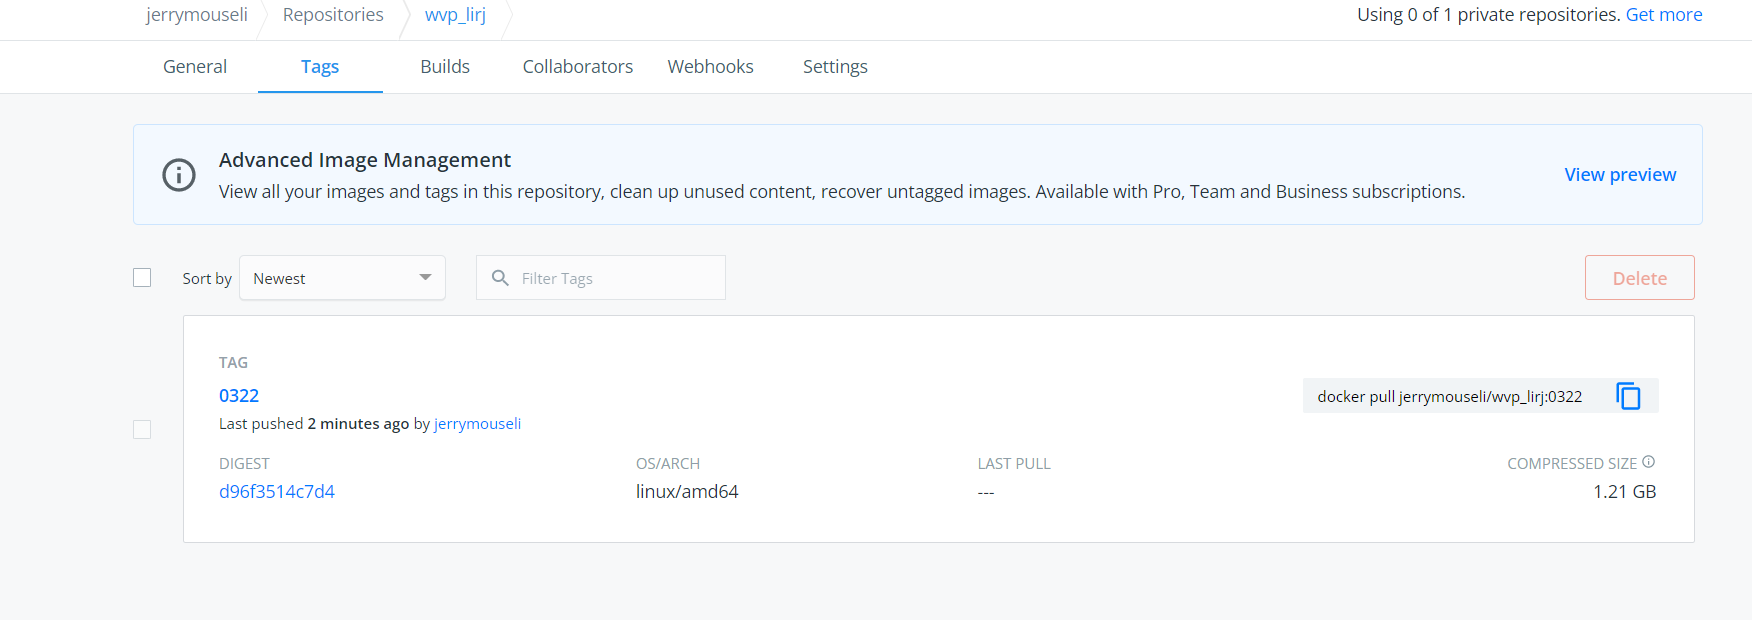 jerrymouseli Repositories wvp_lirj Using 0 of 1 private repositories. Get more
General Tags Builds Collaborators Webhooks Settings
Advanced Image Management
View all your images and tags in this repository, clean up unused content, recover untagged images. Available with Pro, Team and Business subscriptions.
View preview
Sort by Newest Filter Tags Delete
TAG
0322
docker pull jerrymouseli/wvp_lirj:0322
Last pushed 2 minutes ago by jerrymouseli
DIGEST OS/ARCH LAST PULL COMPRESSED SIZE
d96f3514c7d4 linux/amd64 --- 1.21 GB